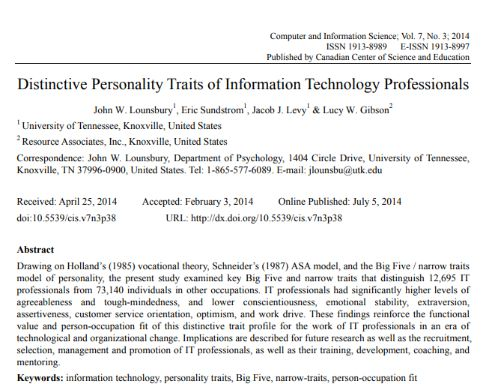 Computer and Information Science; Vol. 7, No. 3; 2014
ISSN 1913-8989 E-ISSN 1913-8997
Published by Canadian Center of Science and Education
Distinctive Personality Traits of Information Technology Professionals
John W. Lounsbury1, Eric Sundstrom1, Jacob J. Levy1 & Lucy W. Gibson2
1 University of Tennessee, Knoxville, United States
2 Resource Associates, Inc., Knoxville, United States
Correspondence: John W. Lounsbury, Department of Psychology, 1404 Circle Drive, University of Tennessee,
Knoxville, TN 37996-0900, United States. Tel: 1-865-577-6089. E-mail: jlounsbu@utk.edu
Received: April 25, 2014 Accepted: February 3, 2014 Online Published: July 5, 2014
doi:10.5539/cis.v7n3p38 URL: http://dx.doi.org/10.5539/cis.v7n3p38
Abstract
Drawing on Holland's (1985) vocational theory, Schneider's (1987) ASA model, and the Big Five / narrow traits
model of personality, the present study examined key Big Five and narrow traits that distinguish 12,695 IT
professionals from 73,140 individuals in other occupations. IT professionals had significantly higher levels of
agreeableness and tough-mindedness, and lower conscientiousness, emotional stability, extraversion,
assertiveness, customer service orientation, optimism, and work drive. These findings reinforce the functional
value and person-occupation fit of this distinctive trait profile for the work of IT professionals in an era of
technological and organizational change. Implications are described for future research as well as the recruitment,
selection, management and promotion of IT professionals, as well as their training, development, coaching, and
mentoring.
Keywords: information technology, personality traits, Big Five, narrow-traits, person-occupation fit